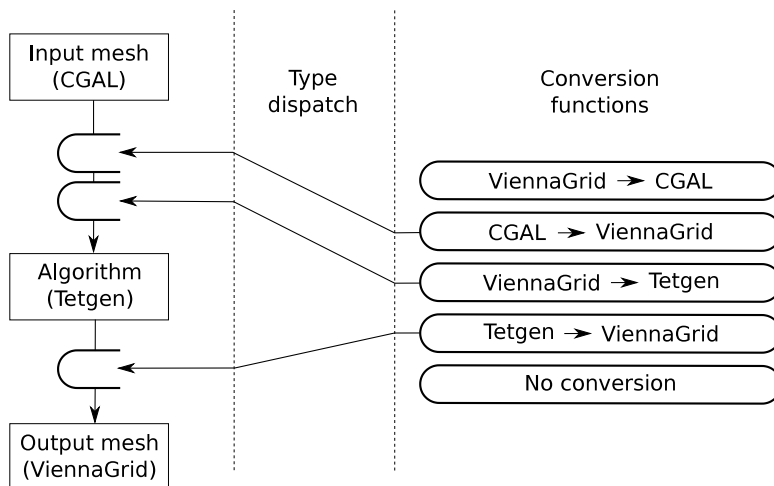 Input mesh
(CGAL)
Type
dispatch
Conversion
functions
ViennaGrid → CGAL
CGAL → ViennaGrid
Algorithm
(Tetgen)
ViennaGrid → Tetgen
Tetgen → ViennaGrid
No conversion
Output mesh
(ViennaGrid)